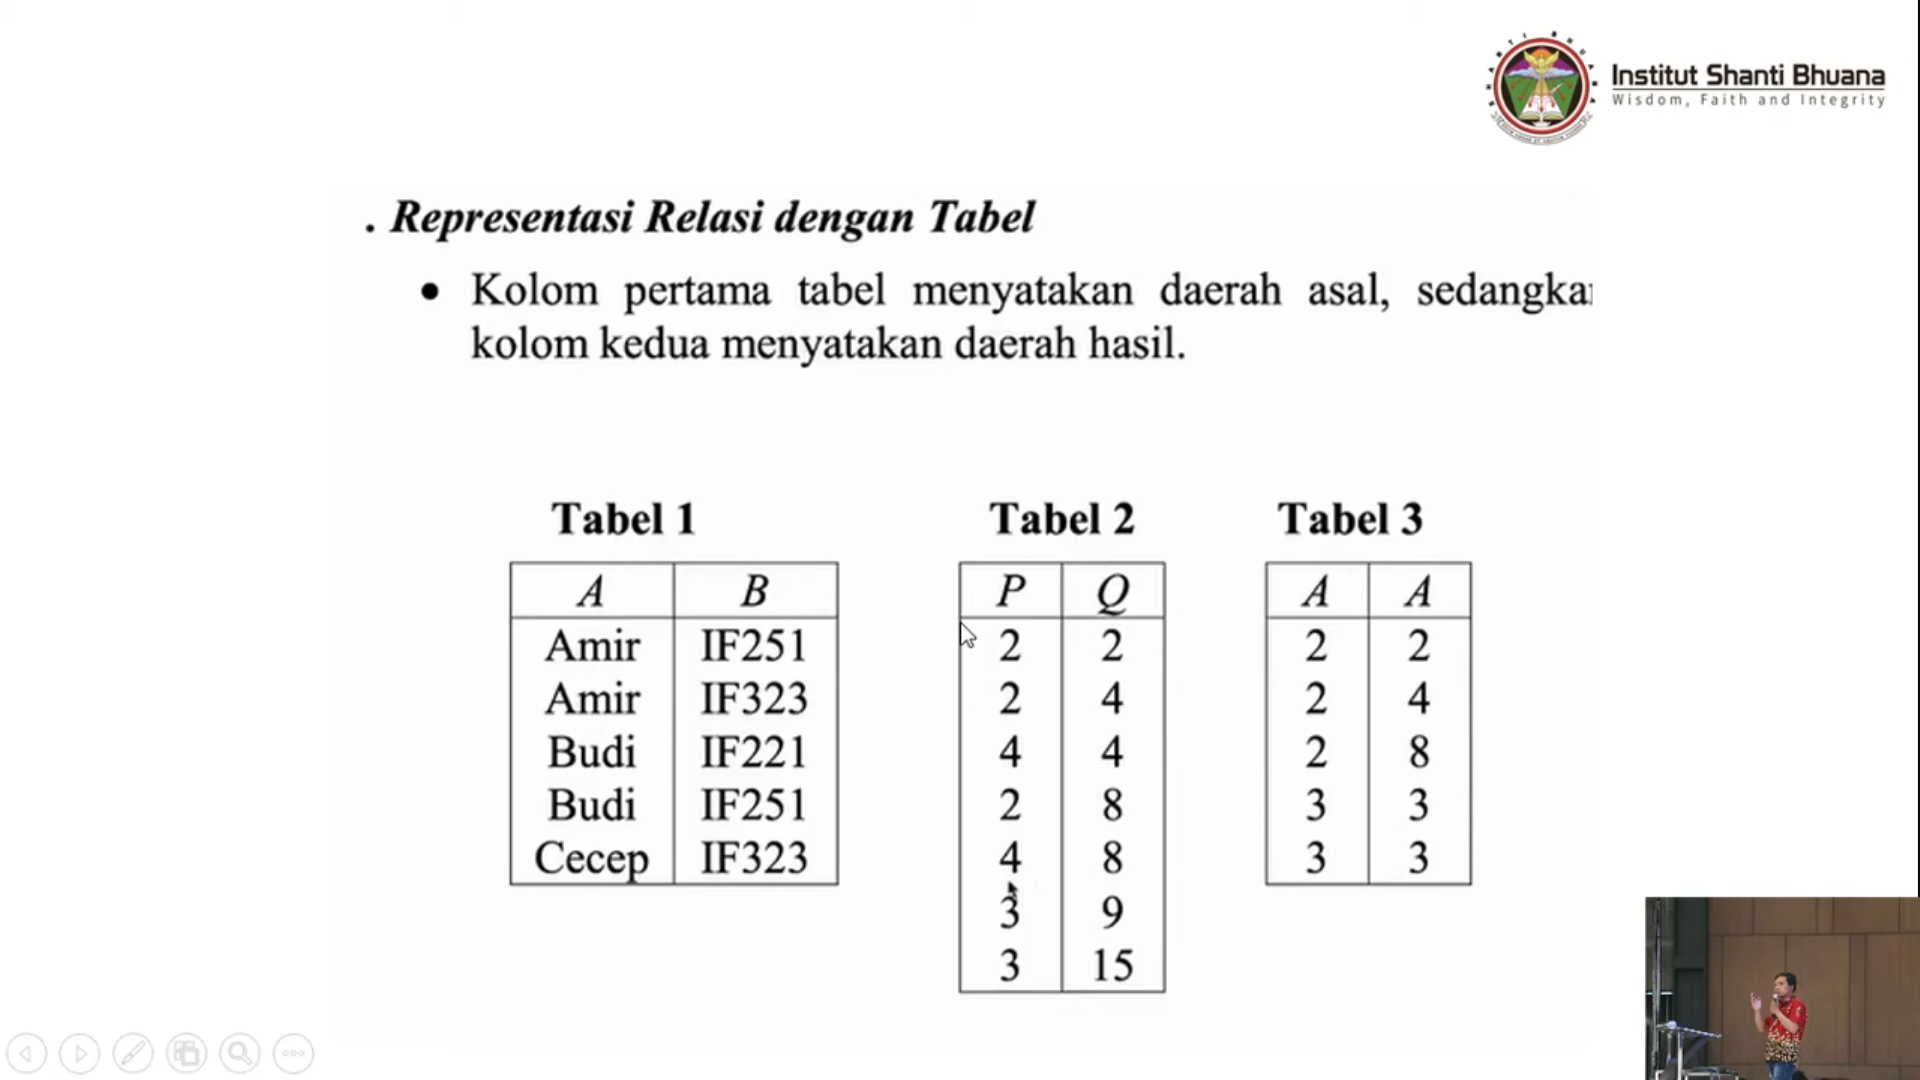 Institut Shanti Bhuana
Wisdom, Faith and Integrity
. Representasi Relasi dengan Tabel
• Kolom pertama tabel menyatakan daerah asal, sedangkan
kolom kedua menyatakan daerah hasil.
Tabel 1
A B
Amir IF251
Amir IF323
Budi IF221
Budi IF251
Cecep IF323
Tabel 2
P Q
2 2
2 4
4 4
2 8
4 8
3 9
3 15
Tabel 3
A A
2 2
2 4
2 8
3 3
3 3